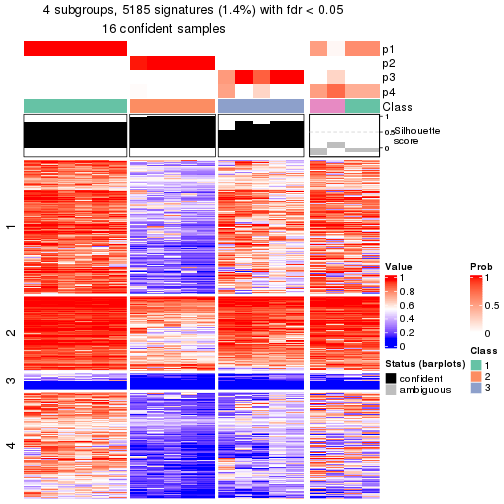 4 subgroups, 5185 signatures (1.4%) with fdr < 0.05
16 confident samples
p1
p2
p3
p4
Class
1
0.5
0
Silhouette
score
1
2
3
4
Value
1
0.8
0.6
0.4
0.2
0
Prob
1
0.5
0
Status (barplots)
confident
ambiguous
Class
1
2
3